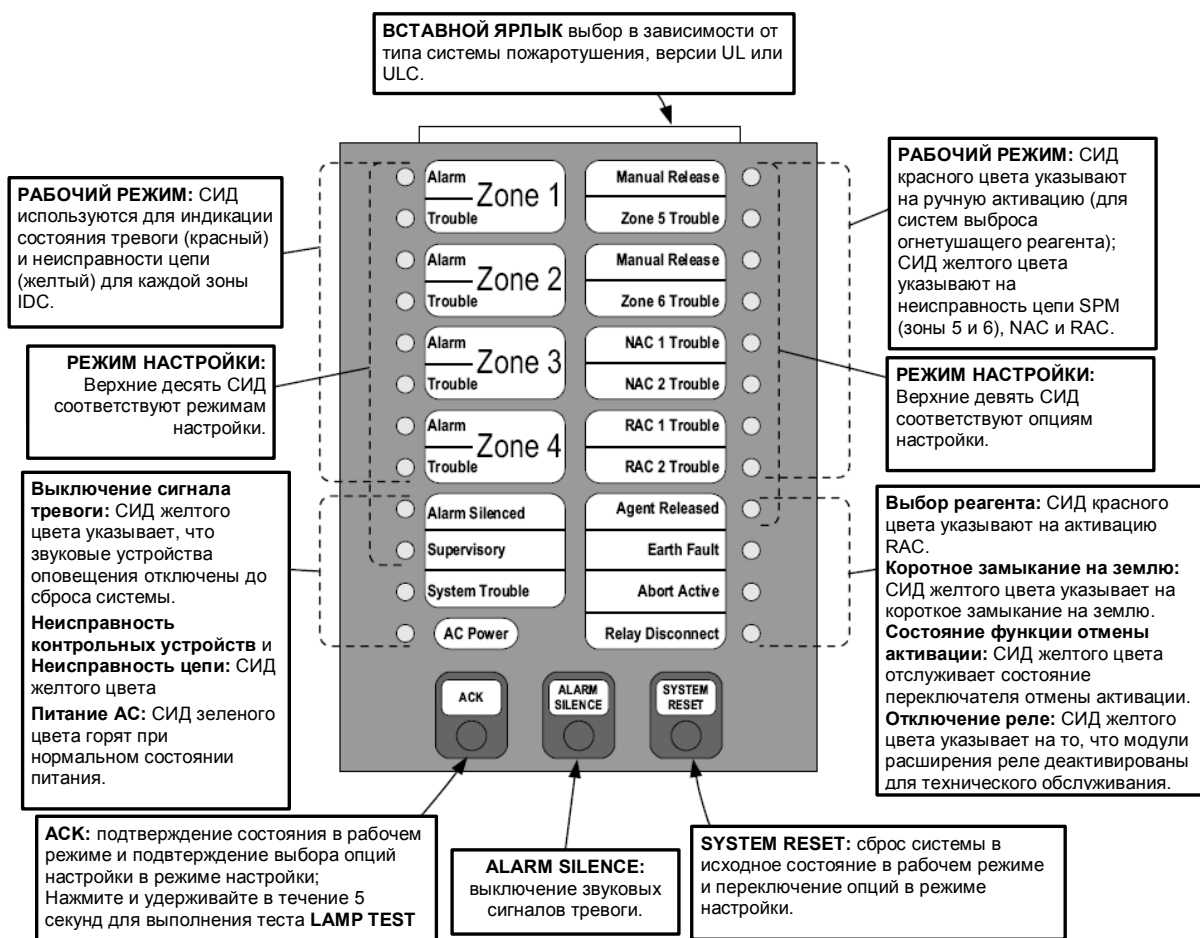 ВСТАВНОЙ ЯРЛЫК выбор в зависимости от
типа системы пожаротушения, версии UL или
ULC.
РАБОЧИЙ РЕЖИМ: СИД
используются для индикации
состояния тревоги (красный)
и неисправности цепи
(желтый) для каждой зоны
IDC.
РЕЖИМ НАСТРОЙКИ:
Верхние десять СИД
соответствуют режимам
настройки.
Выключение сигнала
тревоги: СИД желтого
цвета указывает, что
звуковые устройства
оповещения отключены до
сброса системы.
Неисправность
контрольных устройств и
Неисправность цепи: СИД
желтого цвета
Питание AC: СИД зеленого
цвета горят при
нормальном состоянии
питания.
Alarm
Zone 1
Trouble
Alarm
Zone 2
Trouble
Alarm
Zone 3
Trouble
Alarm
Zone 4
Trouble
Alarm Silenced
Supervisory
System Trouble
AC Power
Manual Release
Zone 5 Trouble
Manual Release
Zone 6 Trouble
NAC 1 Trouble
NAC 2 Trouble
RAC 1 Trouble
RAC 2 Trouble
Agent Released
Earth Fault
Abort Active
Relay Disconnect
ACK
ALARM
SILENCE
SYSTEM
RESET
РАБОЧИЙ РЕЖИМ: СИД
красного цвета указывают
на ручную активацию (для
систем выброса
огнетушащего реагента);
СИД желтого цвета
указывают на
неисправность цепи SPM
(зоны 5 и 6), NAC и RAC.
РЕЖИМ НАСТРОЙКИ:
Верхние девять СИД
соответствуют опциям
настройки.
Выбор реагента: СИД красного
цвета указывают на активацию
RAC.
Коротное замыкание на землю:
СИД желтого цвета указывает на
короткое замыкание на землю.
Состояние функции отмены
активации: СИД желтого цвета
отслуживает состояние
переключателя отмены активации.
Отключение реле: СИД желтого
цвета указывает на то, что модули
расширения реле деактивированы
для технического обслуживания.
ACK: подтверждение состояния в рабочем
режиме и подвтерждение выбора опций
настройки в режиме настройки;
Нажмите и удерживайте в течение 5
секунд для выполнения теста LAMP TEST
ALARM SILENCE:
выключение звуковых
сигналов тревоги.
SYSTEM RESET: сброс системы в
исходное состояние в рабочем режиме
и переключение опций в режиме
настройки.